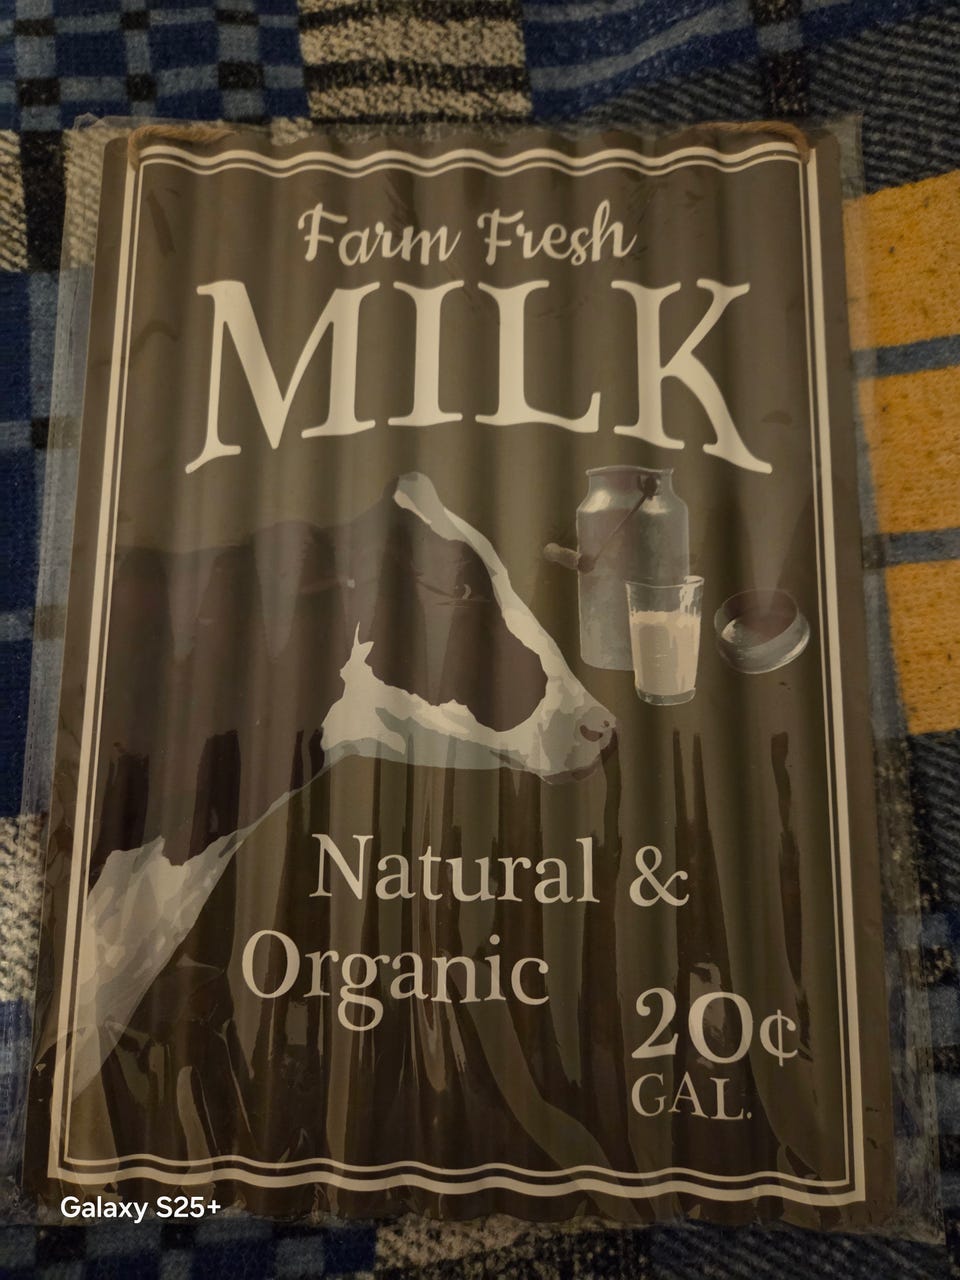 Farm Fresh
MILK
Natural &
Organic
20¢
GAL.
Galaxy S25+